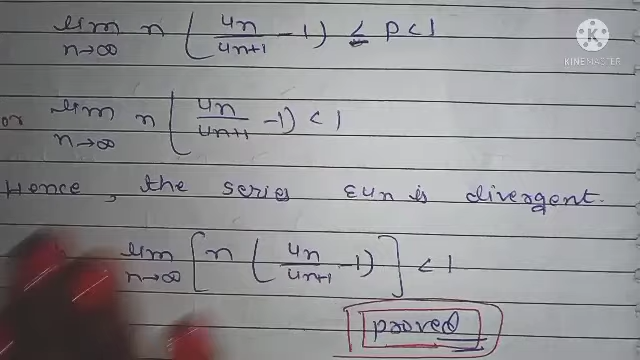 lim n→∞ n ( un/un+1 - 1 ) ≤ p < 1
or lim n→∞ n ( un/un+1 - 1 ) < 1
Hence, the series Σun is divergent.
lim n→∞ [ n ( un/un+1 - 1 ) ] < 1
proved
K
KINEMASTER